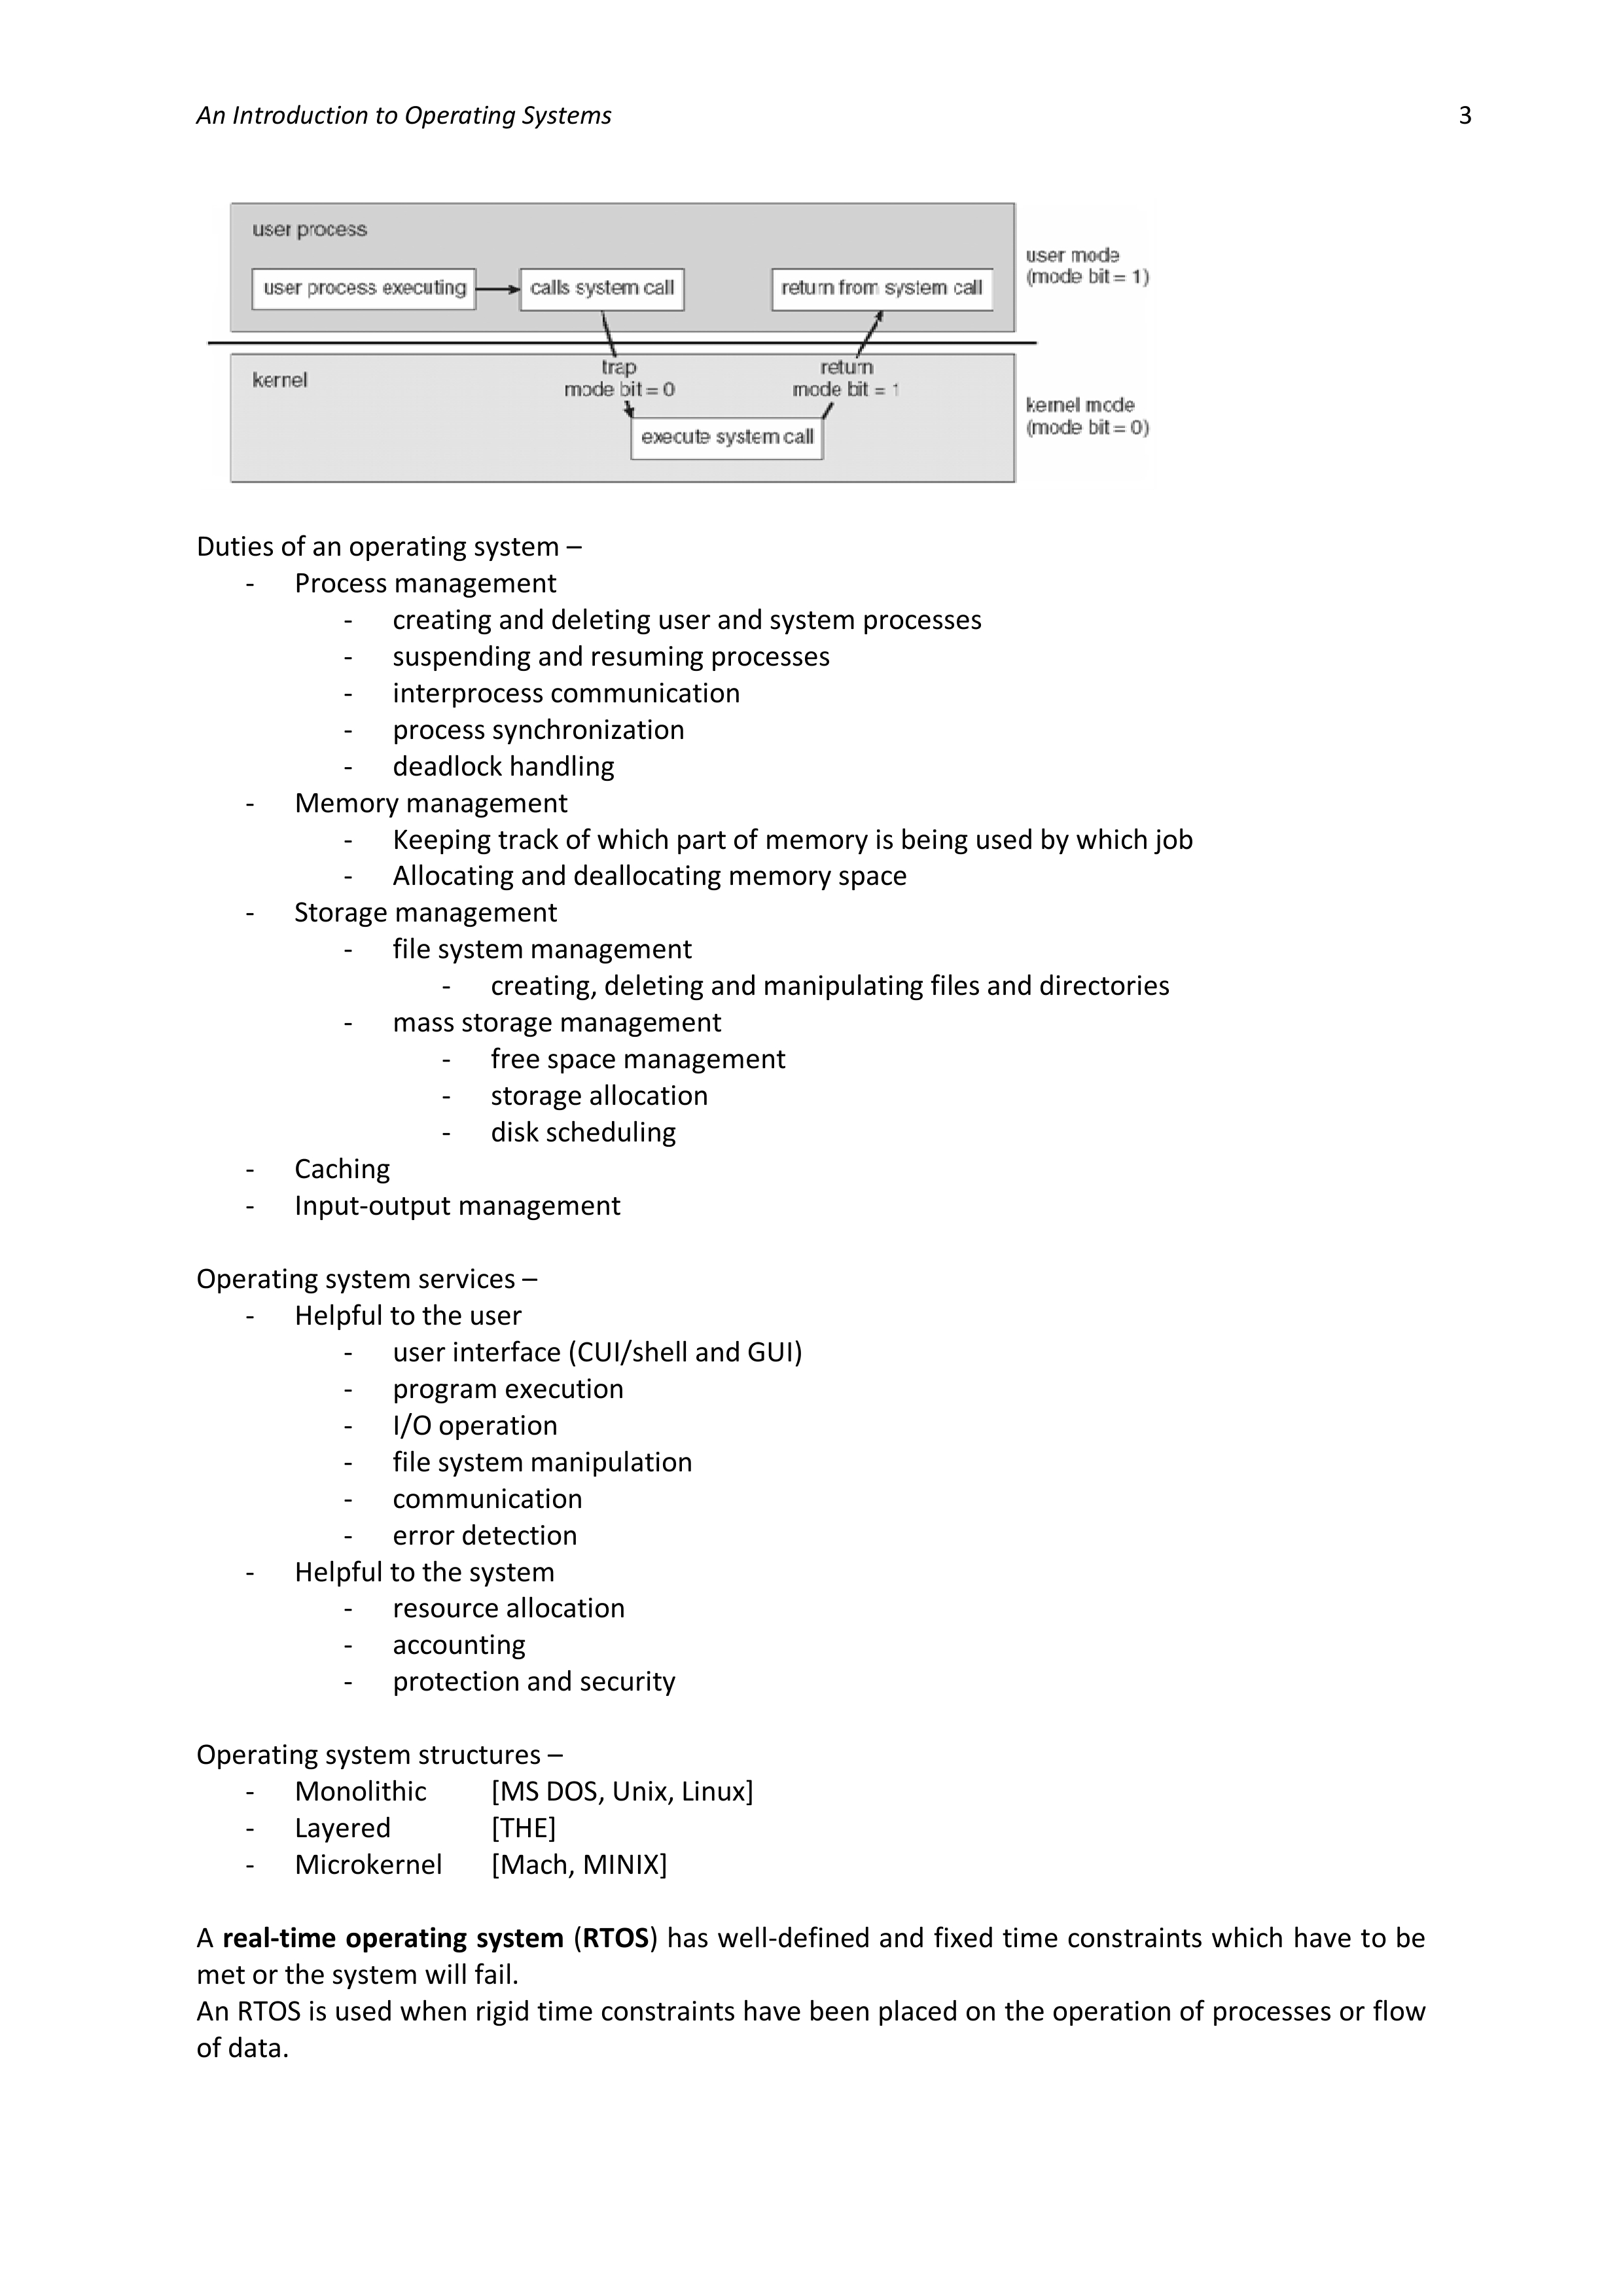 An Introduction to Operating Systems 3
user process
user process executing calls system call return from system call
user mode
(mode bit = 1)
kernel
trap
mode bit = 0
return
mode bit = 1
execute system call
kernel mode
(mode bit = 0)
Duties of an operating system –
- Process management
- creating and deleting user and system processes
- suspending and resuming processes
- interprocess communication
- process synchronization
- deadlock handling
- Memory management
- Keeping track of which part of memory is being used by which job
- Allocating and deallocating memory space
- Storage management
- file system management
- creating, deleting and manipulating files and directories
- mass storage management
- free space management
- storage allocation
- disk scheduling
- Caching
- Input-output management
Operating system services –
- Helpful to the user
- user interface (CUI/shell and GUI)
- program execution
- I/O operation
- file system manipulation
- communication
- error detection
- Helpful to the system
- resource allocation
- accounting
- protection and security
Operating system structures –
- Monolithic [MS DOS, Unix, Linux]
- Layered [THE]
- Microkernel [Mach, MINIX]
A real-time operating system (RTOS) has well-defined and fixed time constraints which have to be
met or the system will fail.
An RTOS is used when rigid time constraints have been placed on the operation of processes or flow
of data.